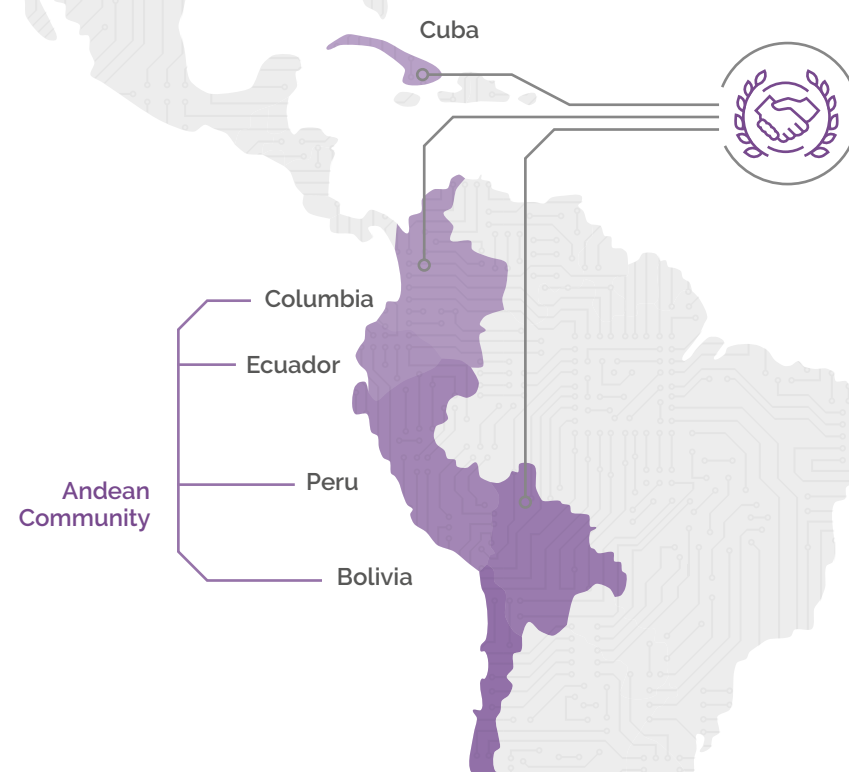 Cuba
Columbia
Ecuador
Peru
Andean
Community
Bolivia